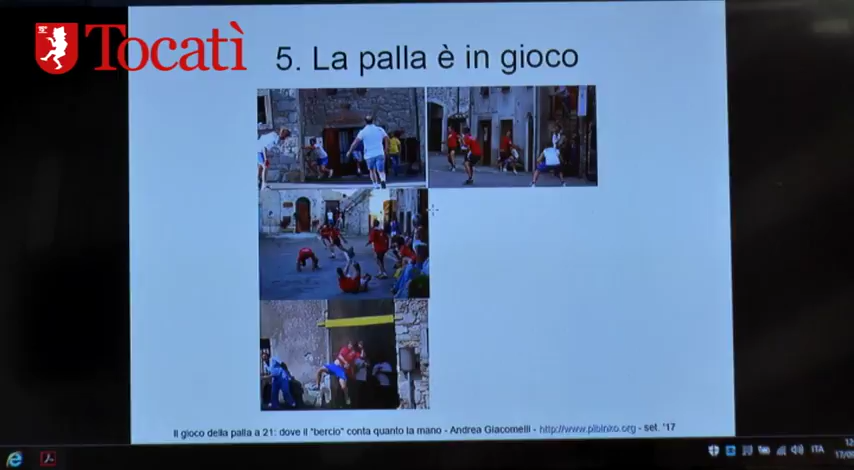 Tocatì
5. La palla è in gioco
Il gioco della palla a 21: dove il "bercio" conta quanto la mano - Andrea Giacomelli - http://www.pibinko.org - set. '17
ITA